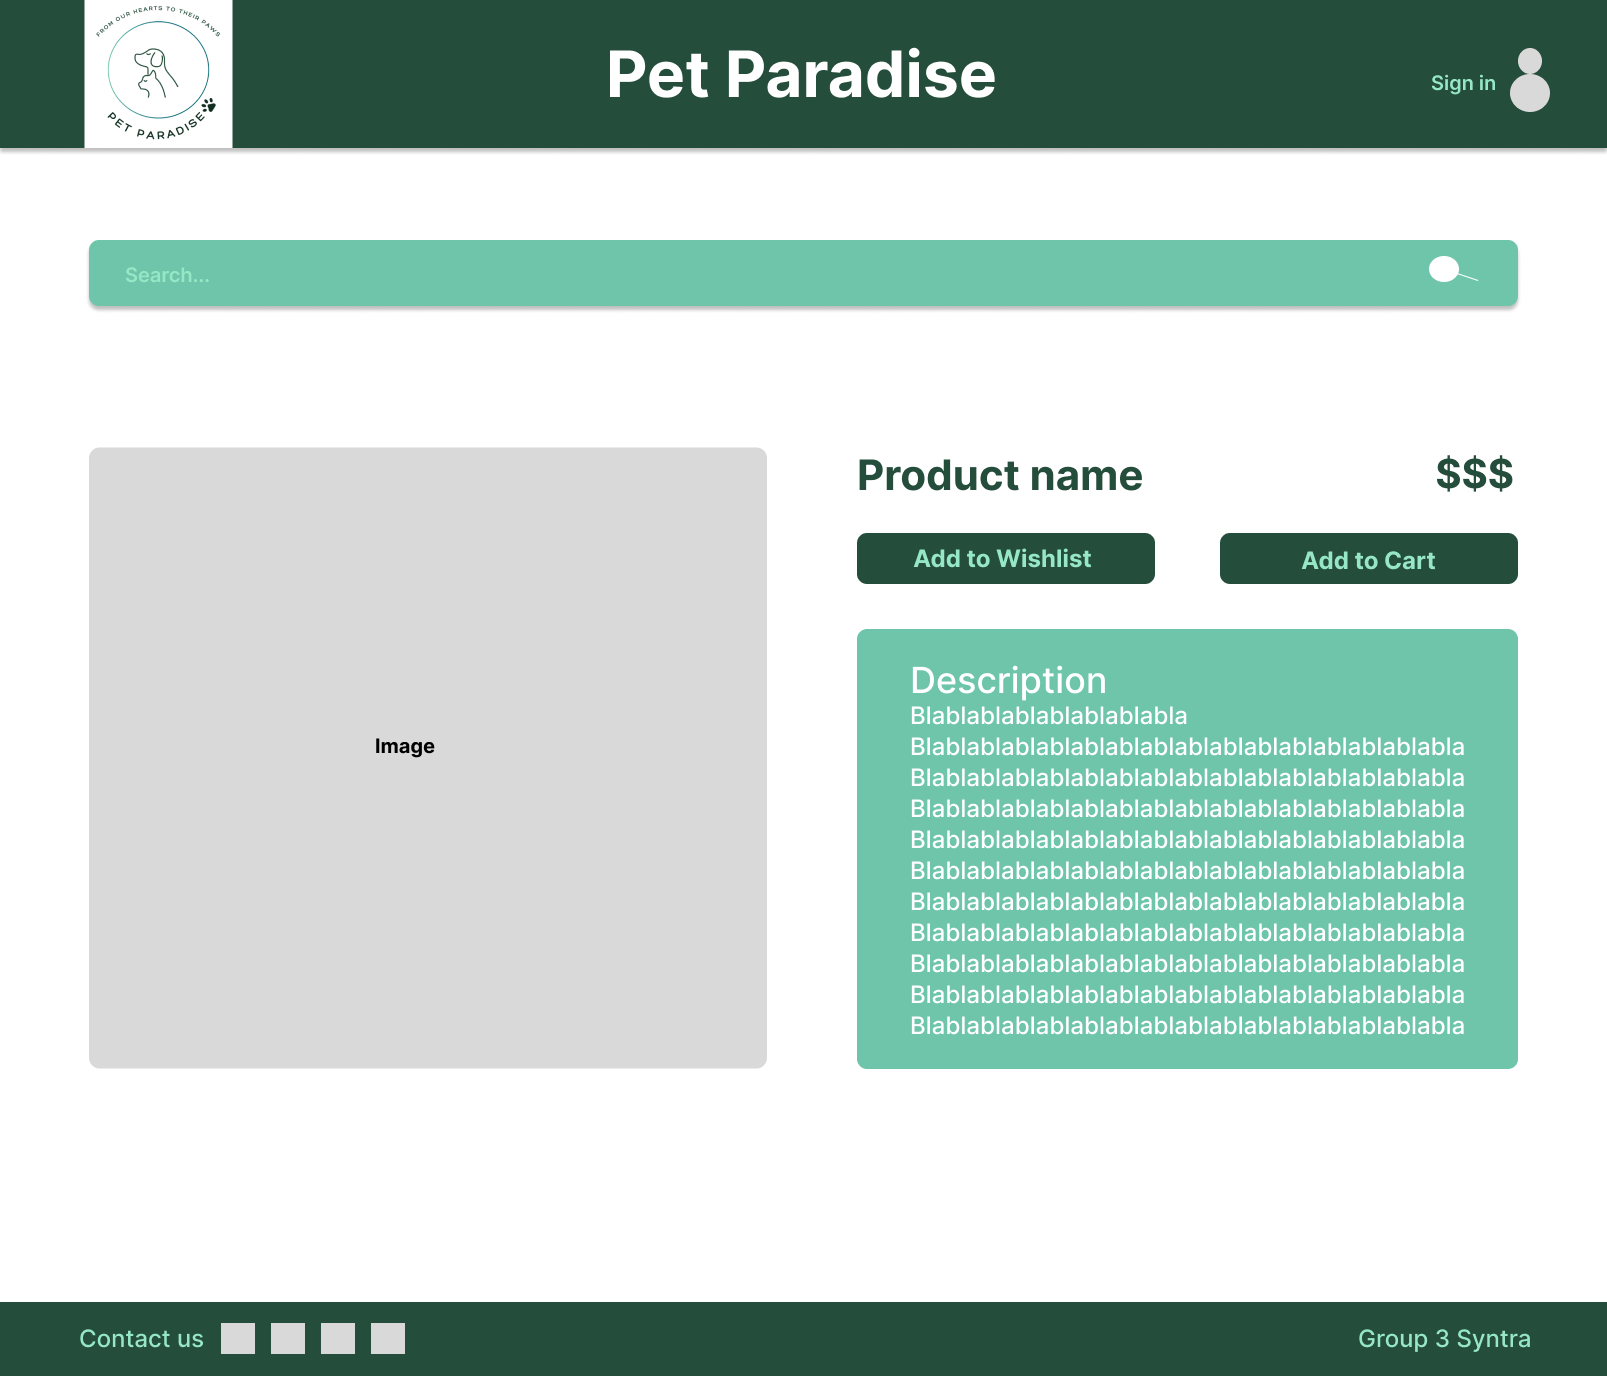 FROM OUR HEARTS TO THEIR PAWS
PET PARADISE
Pet Paradise
Sign in
Search...
Image
Product name
$$$
Add to Wishlist
Add to Cart
Description
Blablablablablablablabla
Blablablablablablablablablablablablablablablabla
Blablablablablablablablablablablablablablablabla
Blablablablablablablablablablablablablablablabla
Blablablablablablablablablablablablablablablabla
Blablablablablablablablablablablablablablablabla
Blablablablablablablablablablablablablablablabla
Blablablablablablablablablablablablablablablabla
Blablablablablablablablablablablablablablablabla
Blablablablablablablablablablablablablablablabla
Blablablablablablablablablablablablablablablabla
Contact us
Group 3 Syntra